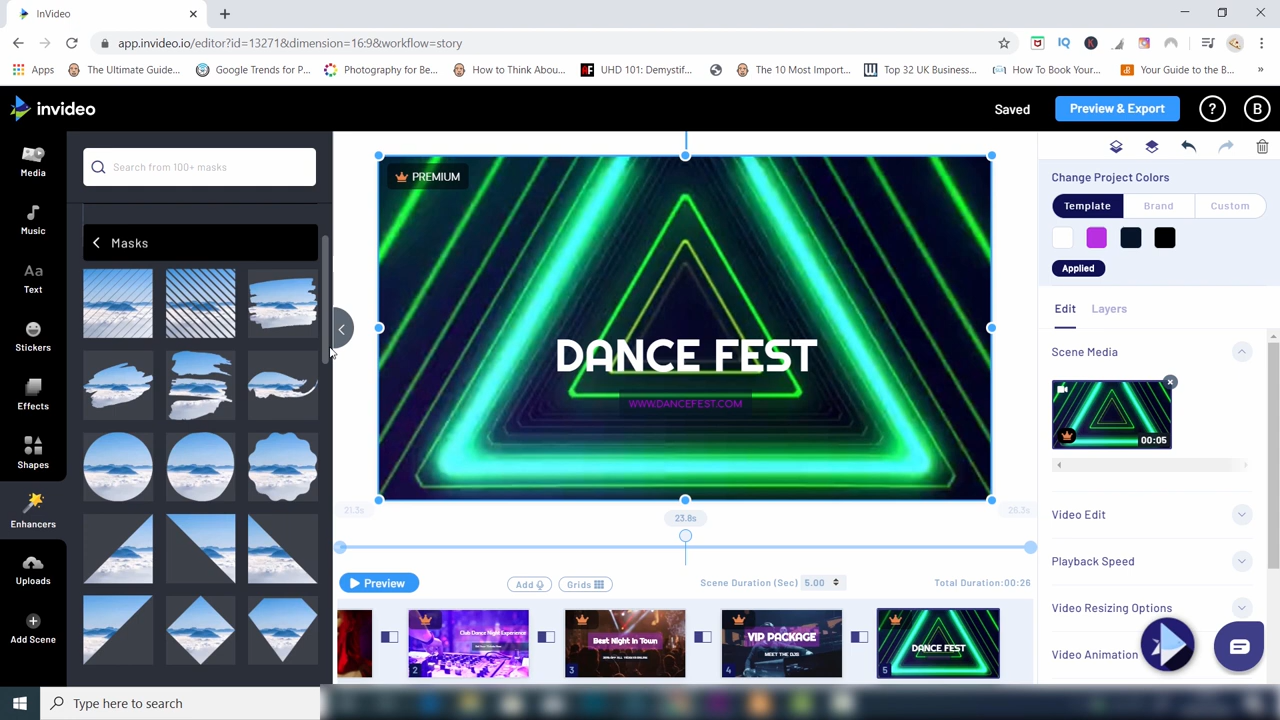 InVideo
app.invideo.io/editor?id=13271&dimension=16:9&workflow=story
Apps
The Ultimate Guide...
Google Trends for P...
Photography for Be...
How to Think Abou...
UHD 101: Demystif...
The 10 Most Import...
Top 32 UK Business...
How To Book Your...
Your Guide to the B...
invideo
Saved
Preview & Export
?
B
Media
Music
Aa
Text
Stickers
Effects
Shapes
Enhancers
Uploads
Add Scene
Search from 100+ masks
Masks
PREMIUM
DANCE FEST
WWW.DANCEFEST.COM
21.3s
23.8s
26.3s
Preview
Add
Grids
Scene Duration (Sec) 5.00
Total Duration:00:26
2
Club Dance Night Experience
3
Best Night In Town
4
VIP PACKAGE
MEET THE DJS
5
DANCE FEST
Change Project Colors
Template
Brand
Custom
Applied
Edit
Layers
Scene Media
00:05
Video Edit
Playback Speed
Video Resizing Options
Video Animation
Type here to search